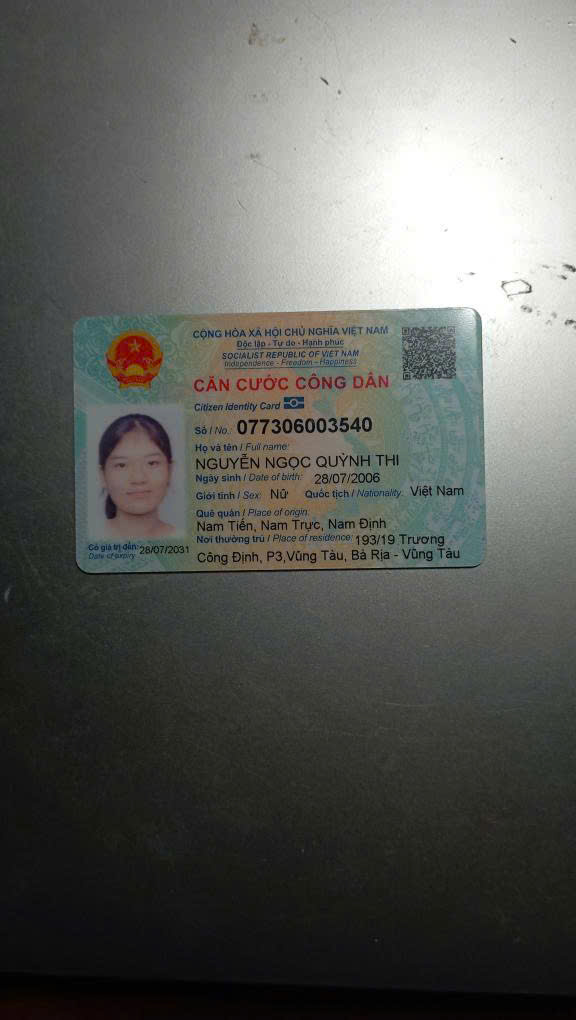 CỘNG HÒA XÃ HỘI CHỦ NGHĨA VIỆT NAM
Độc lập - Tự do - Hạnh phúc
SOCIALIST REPUBLIC OF VIET NAM
Independence - Freedom - Happiness
CĂN CƯỚC CÔNG DÂN
Citizen Identity Card
Số / No.: 077306003540
Họ và tên / Full name:
NGUYỄN NGỌC QUỲNH THI
Ngày sinh / Date of birth: 28/07/2006
Giới tính / Sex: Nữ Quốc tịch / Nationality: Việt Nam
Quê quán / Place of origin:
Nam Tiến, Nam Trực, Nam Định
Nơi thường trú / Place of residence: 193/19 Trương
Công Định, P3,Vũng Tàu, Bà Rịa - Vũng Tàu
Có giá trị đến: 28/07/2031
Date of expiry